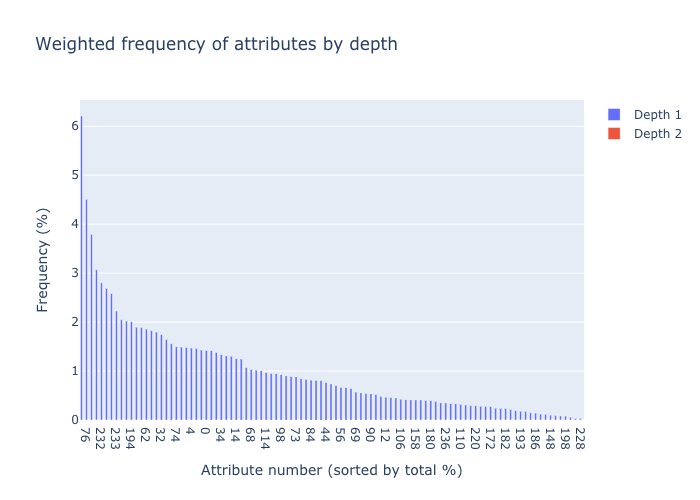 Weighted frequency of attributes by depth
Depth 1
Depth 2
Frequency (%)
6
5
4
3
2
1
0
76 232 233 194 62 32 74 4 0 34 14 68 114 98 73 84 44 56 69 90 12 106 158 180 236 110 220 172 182 193 186 148 198 228
Attribute number (sorted by total %)